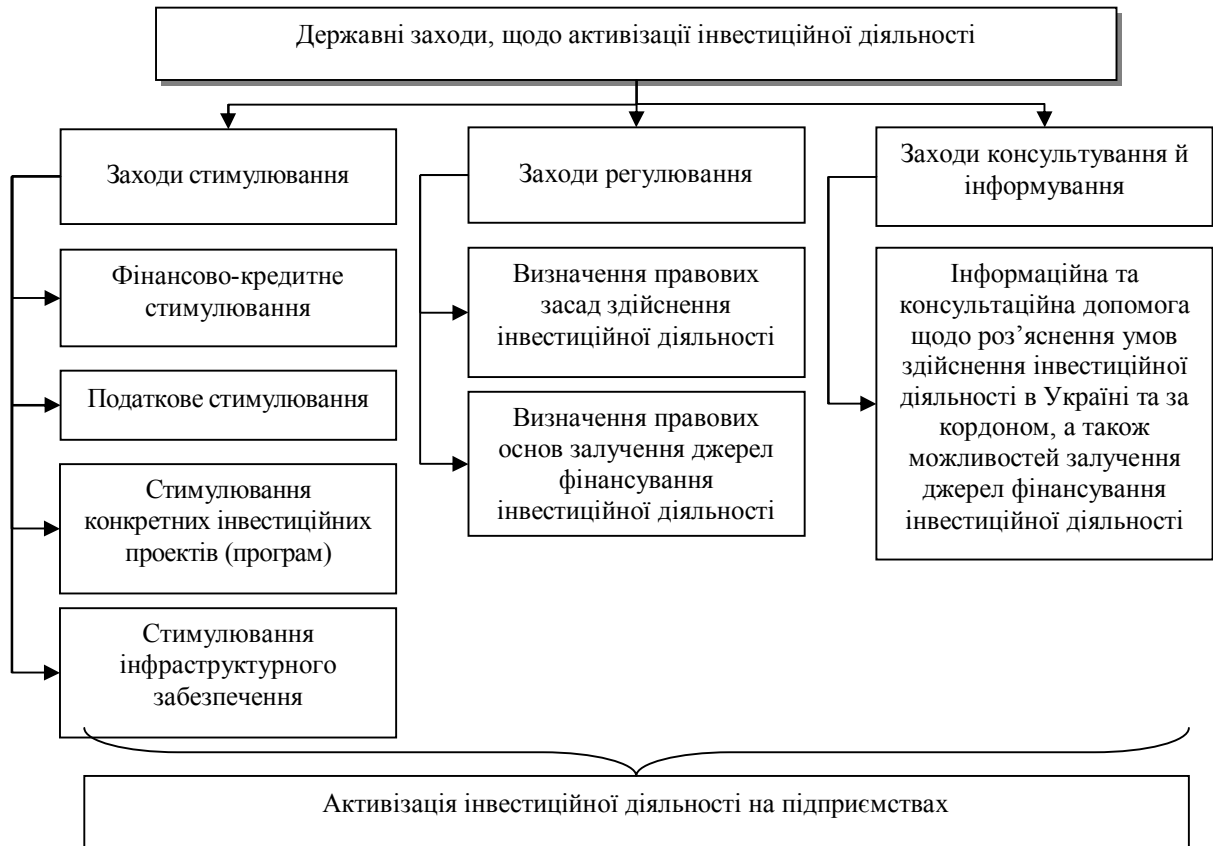 Державні заходи, щодо активізації інвестиційної діяльності
Заходи стимулювання
Заходи регулювання
Заходи консультування й
інформування
Фінансово-кредитне
стимулювання
Податкове стимулювання
Стимулювання
конкретних інвестиційних
проектів (програм)
Стимулювання
інфраструктурного
забезпечення
Визначення правових
засад здійснення
інвестиційної діяльності
Визначення правових
основ залучення джерел
фінансування
інвестиційної діяльності
Інформаційна та
консультаційна допомога
щодо роз’яснення умов
здійснення інвестиційної
діяльності в Україні та за
кордоном, а також
можливостей залучення
джерел фінансування
інвестиційної діяльності
Активізація інвестиційної діяльності на підприємствах